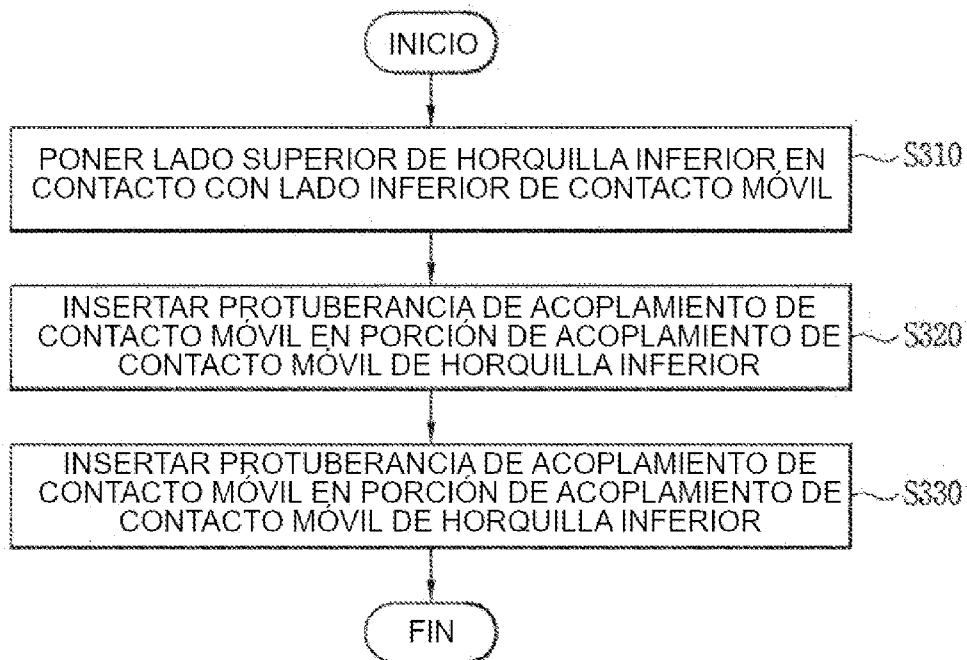 INICIO
PONER LADO SUPERIOR DE HORQUILLA INFERIOR EN
CONTACTO CON LADO INFERIOR DE CONTACTO MÓVIL
S310
INSERTAR PROTUBERANCIA DE ACOPLAMIENTO DE
CONTACTO MÓVIL EN PORCIÓN DE ACOPLAMIENTO DE
CONTACTO MÓVIL DE HORQUILLA INFERIOR
S320
INSERTAR PROTUBERANCIA DE ACOPLAMIENTO DE
CONTACTO MÓVIL EN PORCIÓN DE ACOPLAMIENTO DE
CONTACTO MÓVIL DE HORQUILLA INFERIOR
S330
FIN